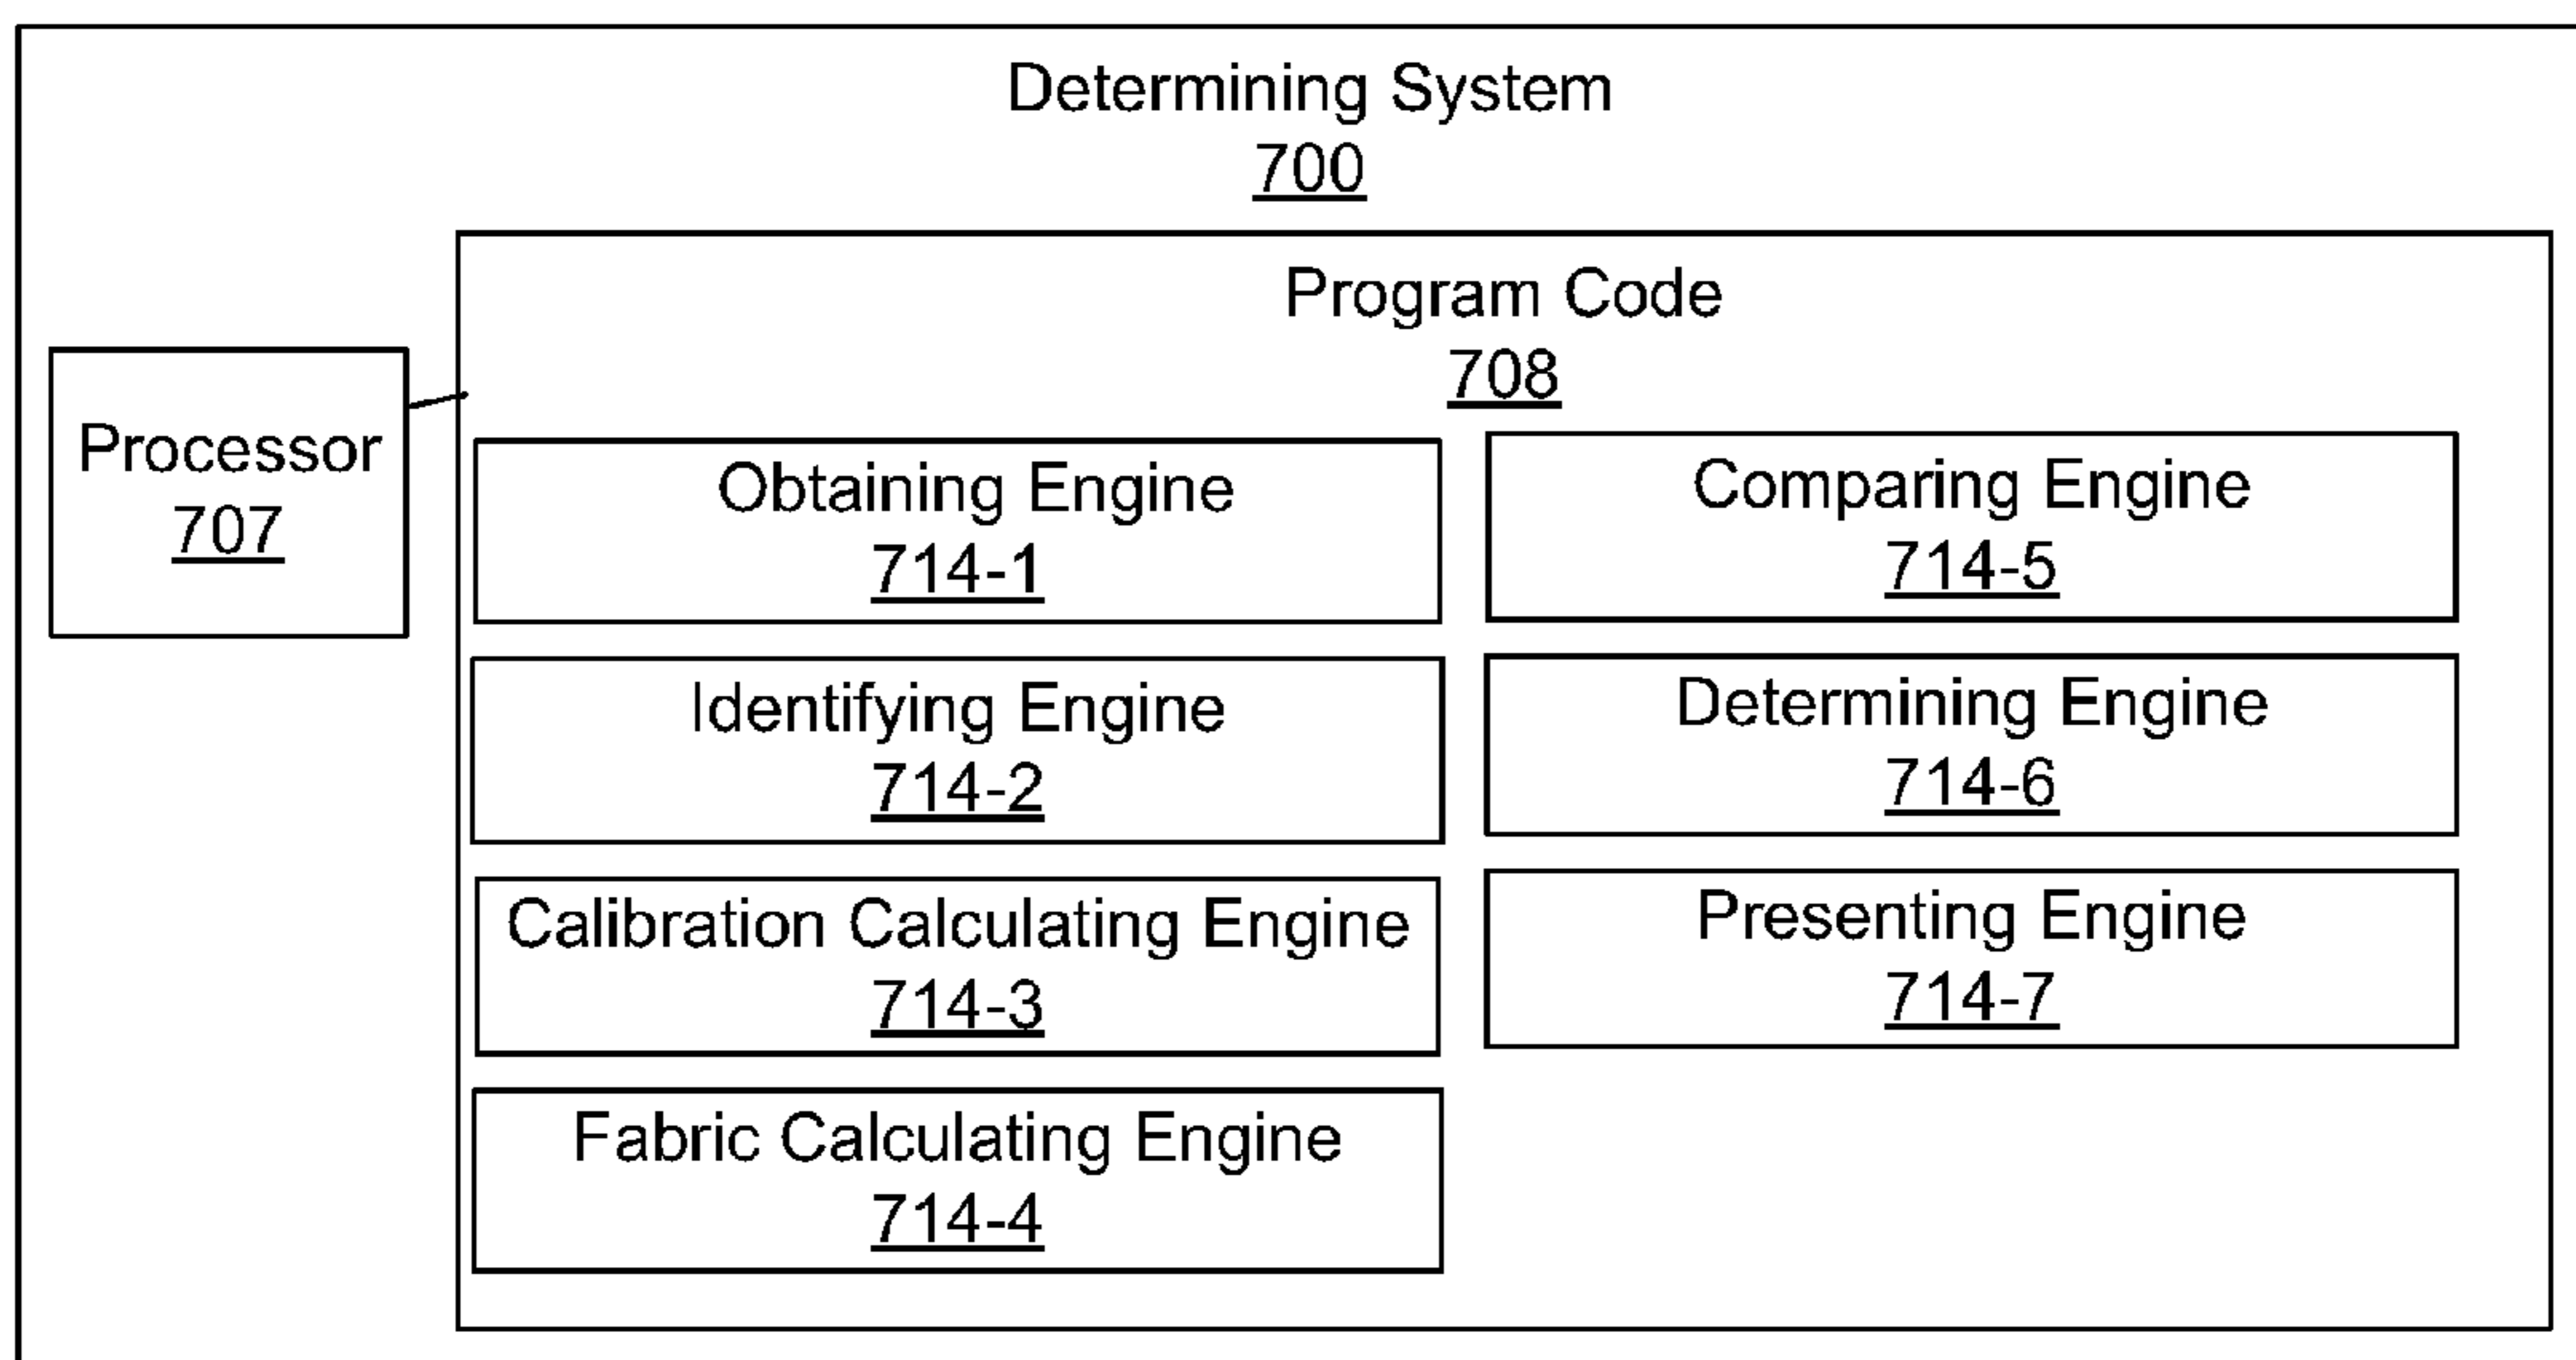 Determining System
700
Program Code
708
Processor
707
Obtaining Engine
714-1
Identifying Engine
714-2
Calibration Calculating Engine
714-3
Fabric Calculating Engine
714-4
Comparing Engine
714-5
Determining Engine
714-6
Presenting Engine
714-7